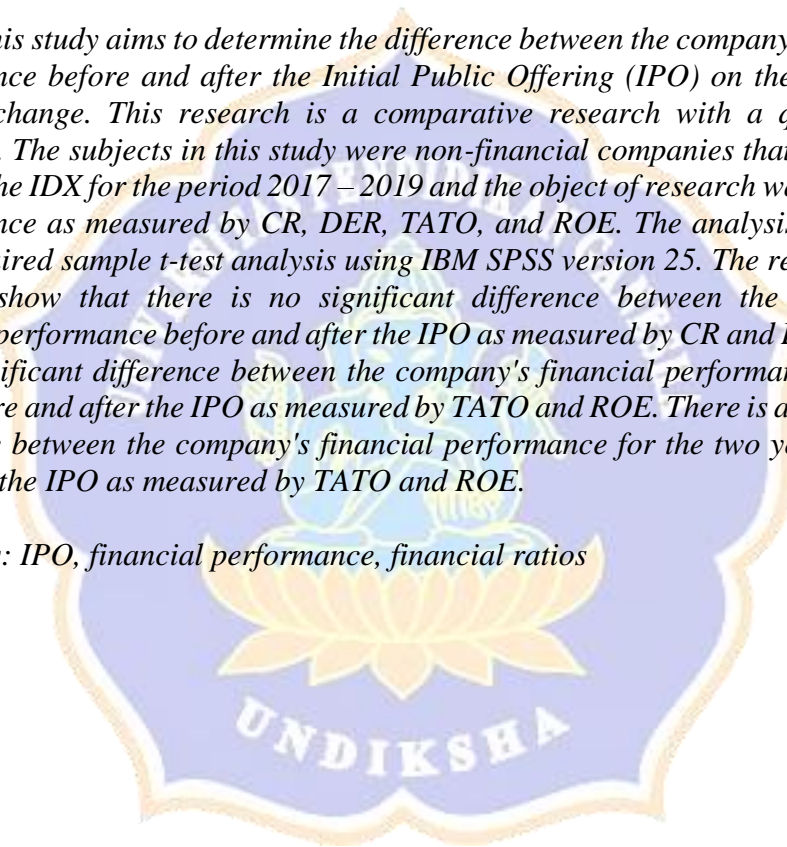 his study aims to determine the difference between the company
nce before and after the Initial Public Offering (IPO) on the
change. This research is a comparative research with a q
. The subjects in this study were non-financial companies that
he IDX for the period 2017 – 2019 and the object of research we
nce as measured by CR, DER, TATO, and ROE. The analysis
ired sample t-test analysis using IBM SPSS version 25. The re
show that there is no significant difference between the
performance before and after the IPO as measured by CR and
ificant difference between the company's financial performan
re and after the IPO as measured by TATO and ROE. There is a
e between the company's financial performance for the two ye
the IPO as measured by TATO and ROE.
: IPO, financial performance, financial ratios
UNDIKSHA